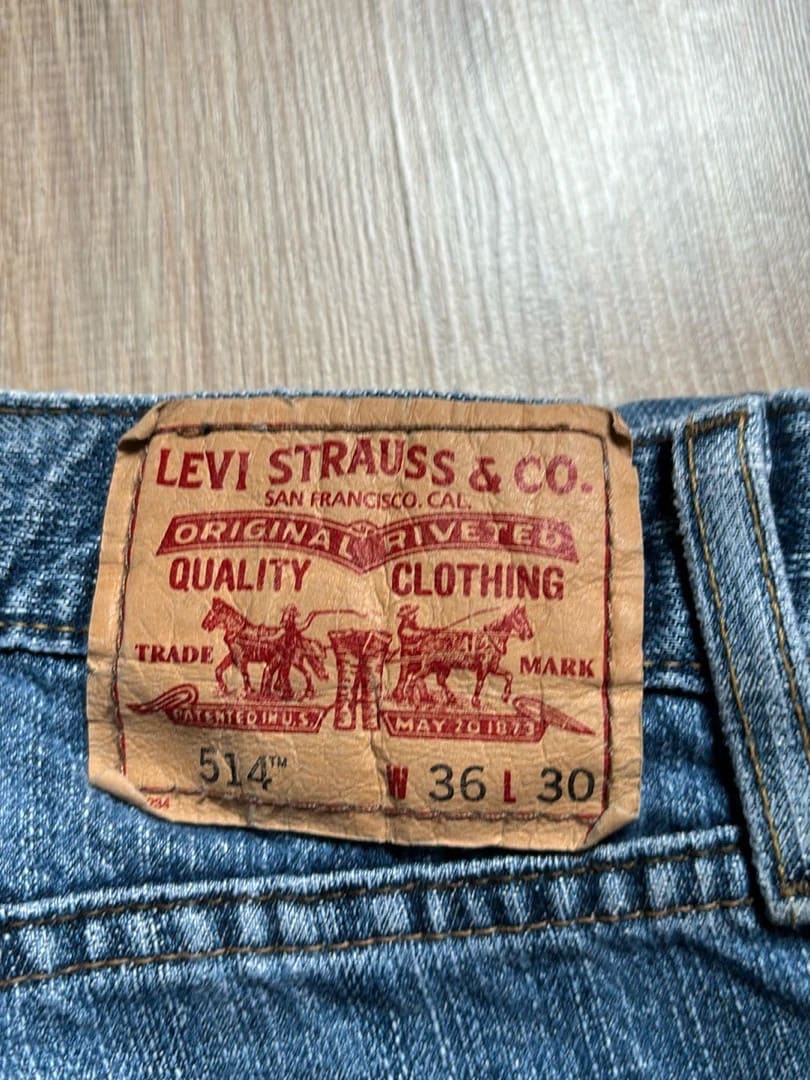 LEVI STRAUSS & CO.
SAN FRANCISCO. CAL.
ORIGINAL RIVETED
QUALITY CLOTHING
TRADE MARK
PATENTED IN U.S. MAY 20 1873
514™ W 36 L 30